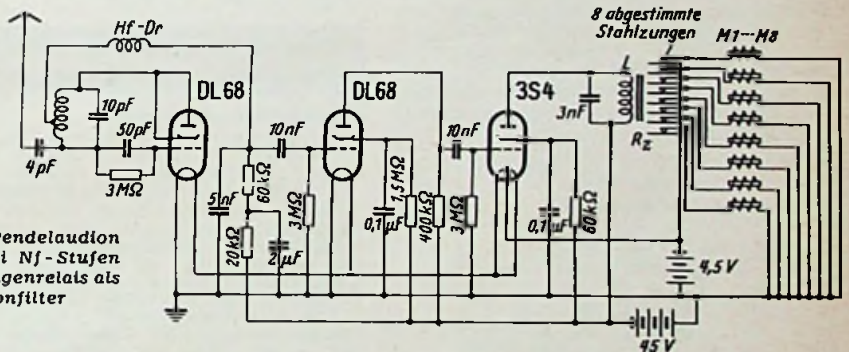 8 abgestimmte
Stahlzungen
M1---M8
Hf-Dr
DL68
DL68
3S4
L
10pF
50pF
4pF
3MΩ
10nF
5nF
60kΩ
20kΩ
2µF
3MΩ
0,1µF
1,5MΩ
400kΩ
10nF
3MΩ
0,1µF
60kΩ
3nF
Rz
4,5V
45V
endelaudion
i Nf-Stufen
genrelais als
onfilter